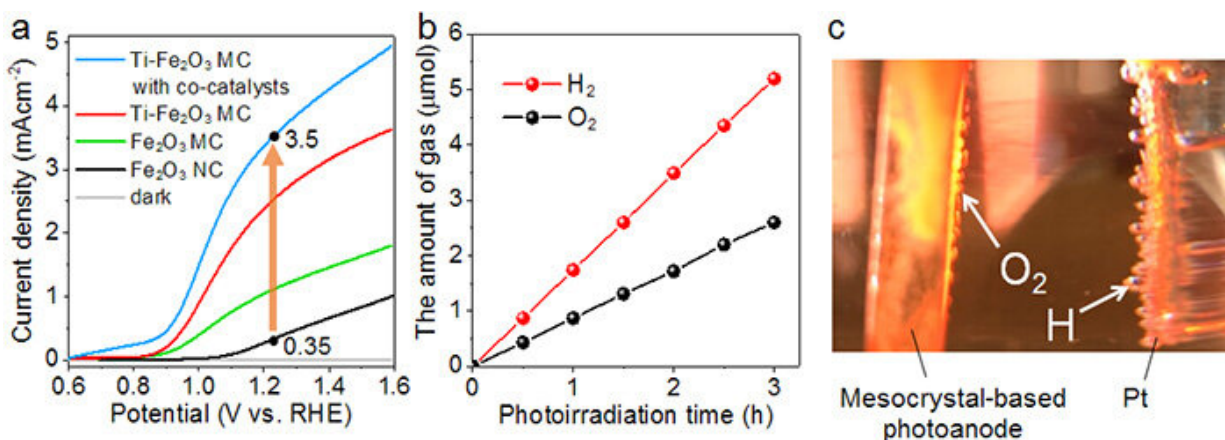 a
Current density (mAcm⁻²)
5
4
3
2
1
0
Ti-Fe₂O₃ MC
with co-catalysts
Ti-Fe₂O₃ MC
Fe₂O₃ MC
Fe₂O₃ NC
dark
3.5
0.35
0.6 0.8 1.0 1.2 1.4 1.6
Potential (V vs. RHE)
b
The amount of gas (μmol)
6
5
4
3
2
1
0
H₂
O₂
0 1 2 3
Photoirradiation time (h)
c
O₂
H
Mesocrystal-based
photoanode
Pt